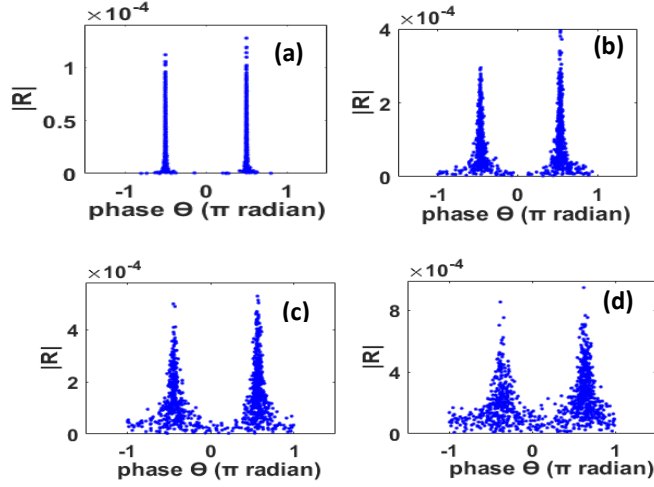 ×10⁻⁴
(a)
1
0.5
0
|R|
-1 0 1
phase Θ (π radian)
×10⁻⁴
(b)
4
2
0
|R|
-1 0 1
phase Θ (π radian)
×10⁻⁴
(c)
4
2
0
|R|
-1 0 1
phase Θ (π radian)
×10⁻⁴
(d)
8
4
0
|R|
-1 0 1
phase Θ (π radian)